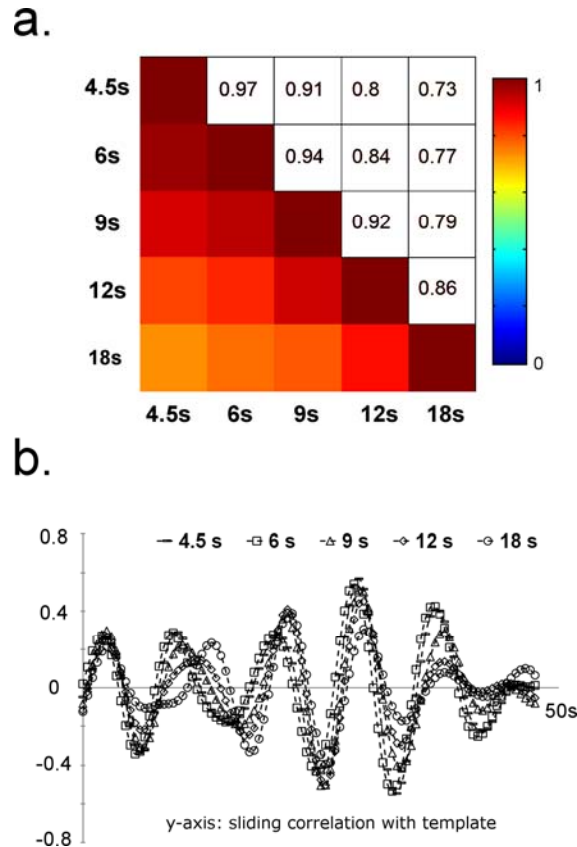 a.
4.5s 0.97 0.91 0.8 0.73 1
6s 0.94 0.84 0.77
9s 0.92 0.79
12s 0.86
18s 0
4.5s 6s 9s 12s 18s
b.
0.8 4.5 s 6 s 9 s 12 s 18 s
0.4
0 50s
-0.4
-0.8 y-axis: sliding correlation with template